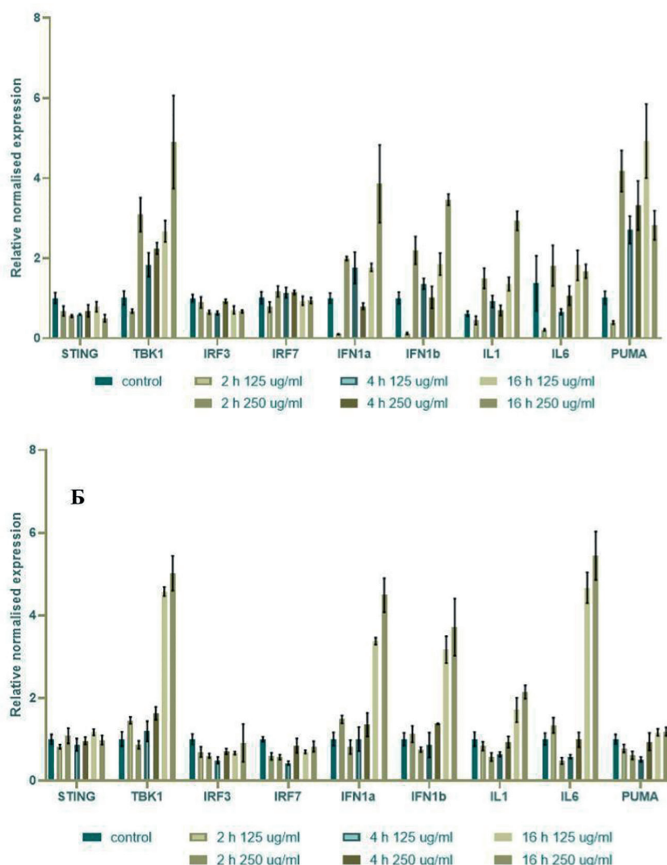 8
6
4
2
0
Relative normalised expression
STING TBK1 IRF3 IRF7 IFN1a IFN1b IL1 IL6 PUMA
control 2 h 125 ug/ml 4 h 125 ug/ml 16 h 125 ug/ml
2 h 250 ug/ml 4 h 250 ug/ml 16 h 250 ug/ml
8
Б
6
4
2
0
Relative normalised expression
STING TBK1 IRF3 IRF7 IFN1a IFN1b IL1 IL6 PUMA
control 2 h 125 ug/ml 4 h 125 ug/ml 16 h 125 ug/ml
2 h 250 ug/ml 4 h 250 ug/ml 16 h 250 ug/ml